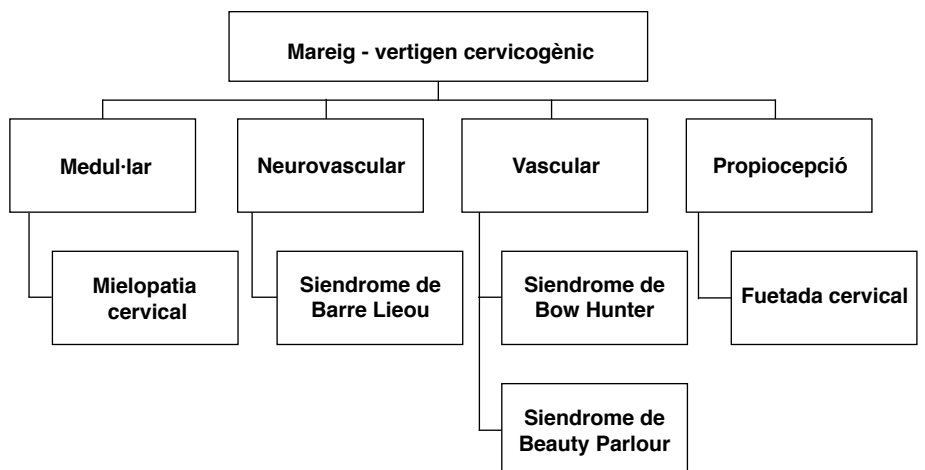 Mareig - vertigen cervicogènic
Medul·lar
Neurovascular
Vascular
Propiocepció
Mielopatia
cervical
Siendrome de
Barre Lieou
Siendrome de
Bow Hunter
Fuetada cervical
Siendrome de
Beauty Parlour